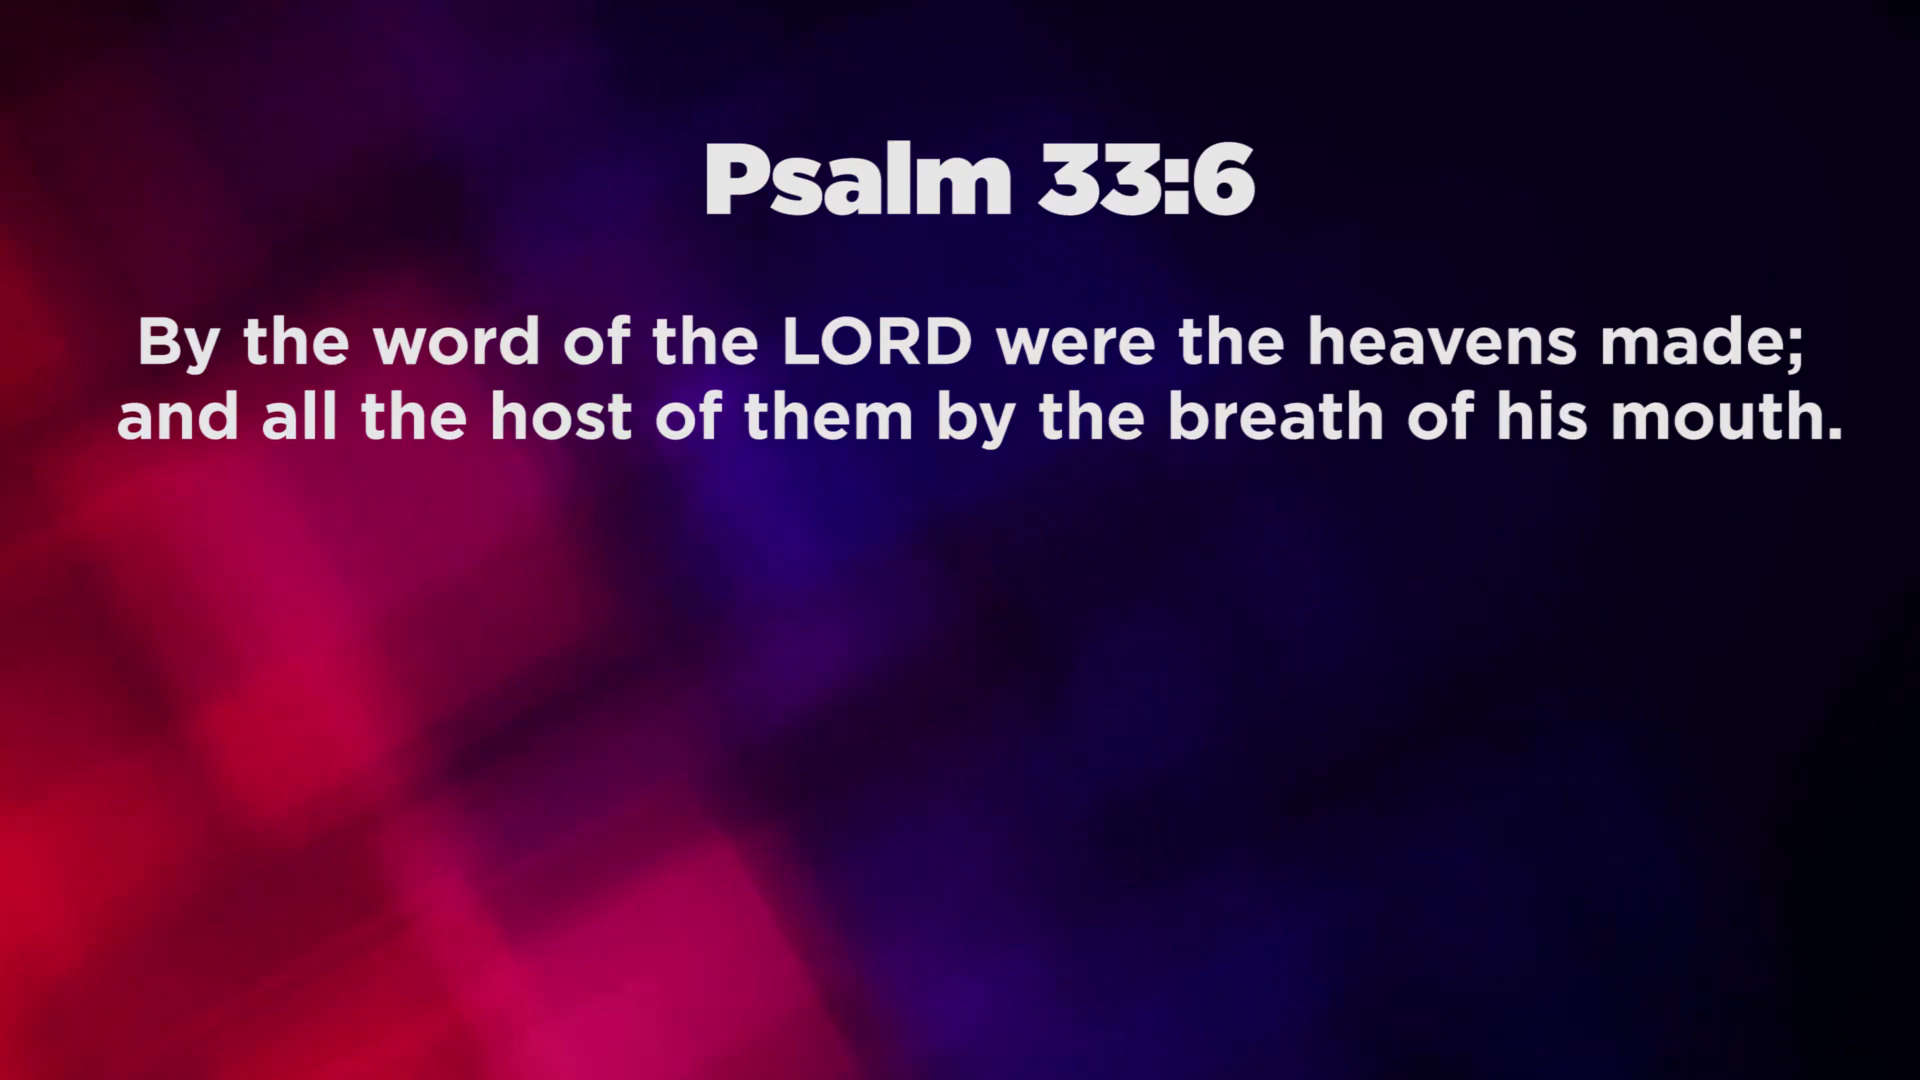 Psalm 33:6
By the word of the LORD were the heavens made;
and all the host of them by the breath of his mouth.